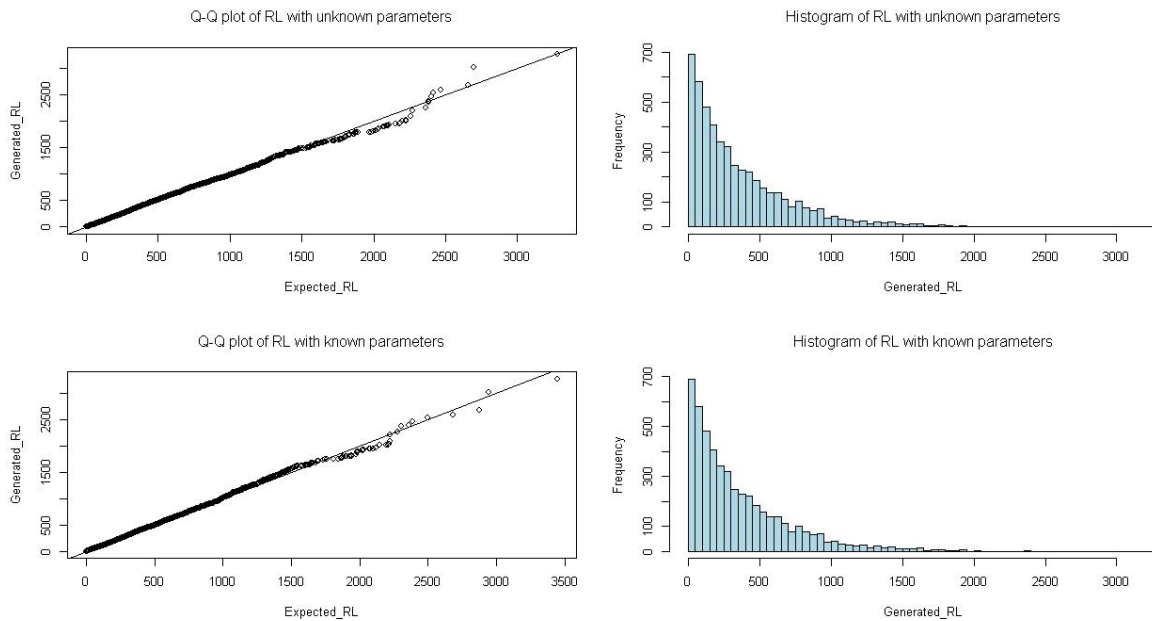 Q-Q plot of RL with unknown parameters
Generated_RL
0 500 1500 2500
0 500 1000 1500 2000 2500 3000
Expected_RL
Histogram of RL with unknown parameters
Frequency
0 100 300 500 700
0 500 1000 1500 2000 2500 3000
Generated_RL
Q-Q plot of RL with known parameters
Generated_RL
0 500 1500 2500
0 500 1000 1500 2000 2500 3000 3500
Expected_RL
Histogram of RL with known parameters
Frequency
0 100 300 500 700
0 500 1000 1500 2000 2500 3000
Generated_RL